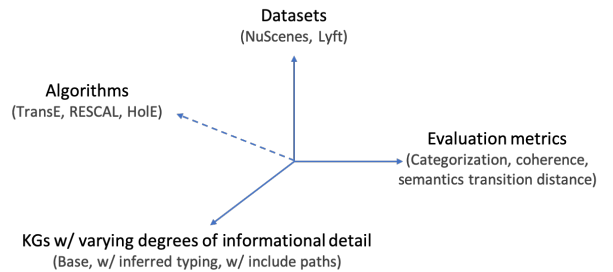 Datasets
(NuScenes, Lyft)
Algorithms
(TransE, RESCAL, HolE)
Evaluation metrics
(Categorization, coherence,
semantics transition distance)
KGs w/ varying degrees of informational detail
(Base, w/ inferred typing, w/ include paths)